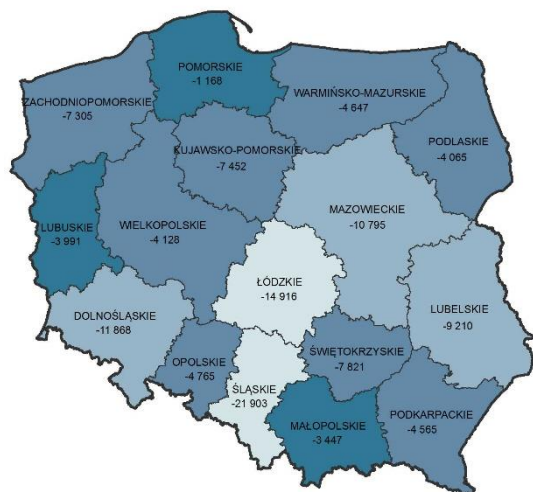 POMORSKIE
-1 168
WARMIŃSKO-MAZURSKIE
-4 647
ZACHODNIOPOMORSKIE
-7 305
PODLASKIE
-4 065
KUJAWSKO-POMORSKIE
-7 452
MAZOWIECKIE
-10 795
LUBUSKIE
-3 991
WIELKOPOLSKIE
-4 128
ŁÓDZKIE
-14 916
LUBELSKIE
-9 210
DOLNOŚLĄSKIE
-11 868
OPOLSKIE
-4 765
ŚWIĘTOKRZYSKIE
-7 821
ŚLĄSKIE
-21 903
MAŁOPOLSKIE
-3 447
PODKARPACKIE
-4 565